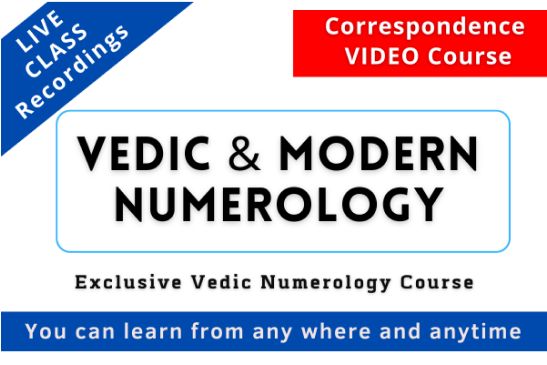 LIVE
CLASS
Recordings
Correspondence
VIDEO Course
VEDIC & MODERN
NUMEROLOGY
Exclusive Vedic Numerology Course
You can learn from any where and anytime